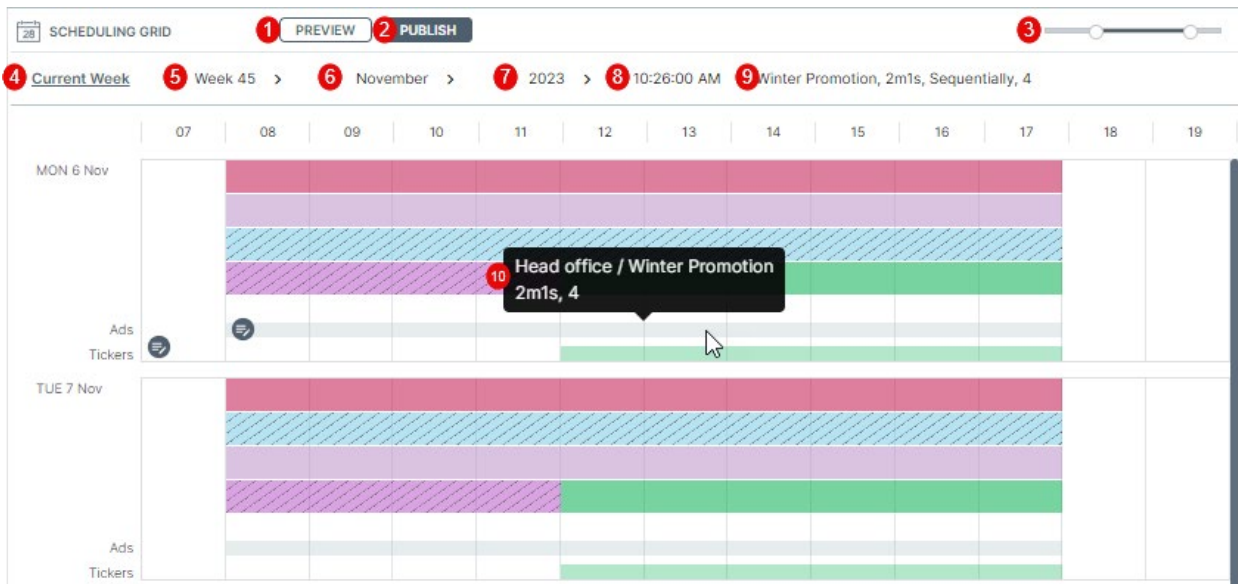 28 SCHEDULING GRID 1 PREVIEW 2 PUBLISH 3
4 Current Week 5 Week 45 > 6 November > 7 2023 > 8 10:26:00 AM 9 Winter Promotion, 2m1s, Sequentially, 4
07 08 09 10 11 12 13 14 15 16 17 18 19
MON 6 Nov
10 Head office / Winter Promotion
2m1s, 4
Ads
Tickers
TUE 7 Nov
Ads
Tickers